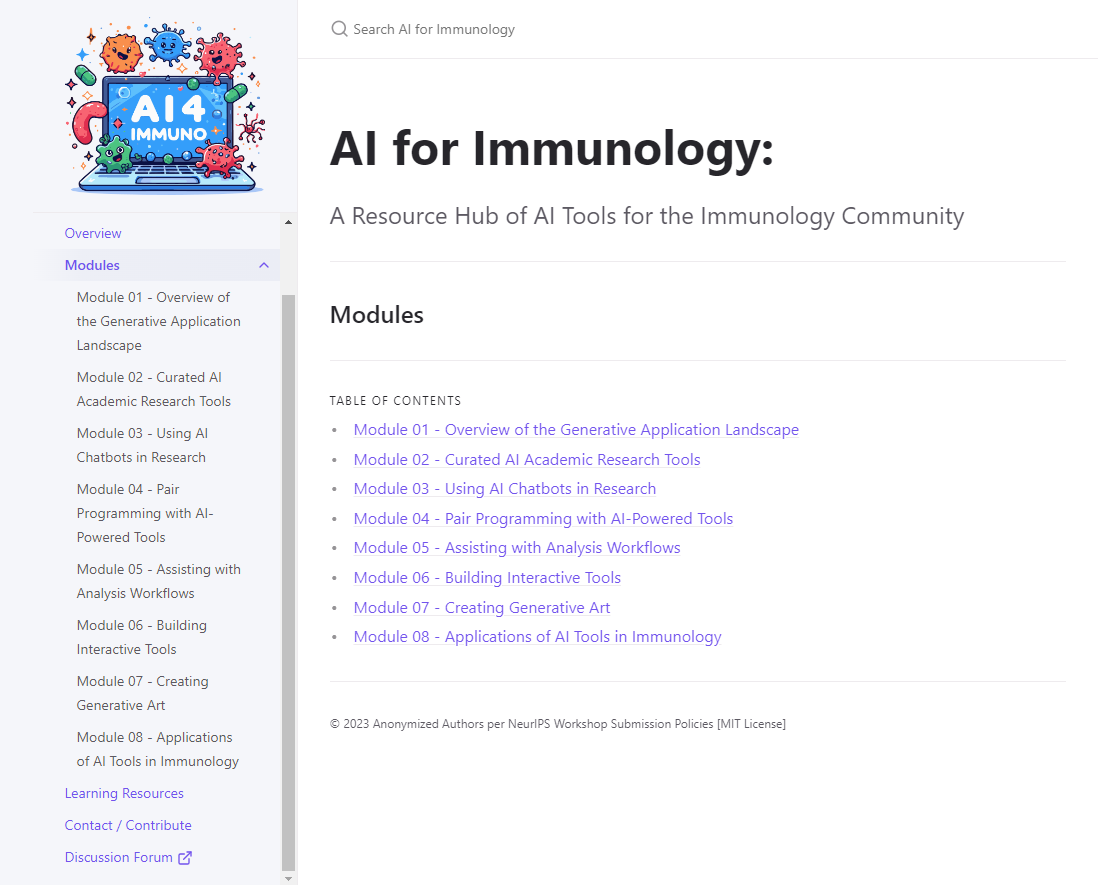 AI4
IMMUNO
Overview
Modules
Module 01 - Overview of
the Generative Application
Landscape
Module 02 - Curated AI
Academic Research Tools
Module 03 - Using AI
Chatbots in Research
Module 04 - Pair
Programming with AI-
Powered Tools
Module 05 - Assisting with
Analysis Workflows
Module 06 - Building
Interactive Tools
Module 07 - Creating
Generative Art
Module 08 - Applications
of AI Tools in Immunology
Learning Resources
Contact / Contribute
Discussion Forum
Search AI for Immunology
AI for Immunology:
A Resource Hub of AI Tools for the Immunology Community
Modules
TABLE OF CONTENTS
• Module 01 - Overview of the Generative Application Landscape
• Module 02 - Curated AI Academic Research Tools
• Module 03 - Using AI Chatbots in Research
• Module 04 - Pair Programming with AI-Powered Tools
• Module 05 - Assisting with Analysis Workflows
• Module 06 - Building Interactive Tools
• Module 07 - Creating Generative Art
• Module 08 - Applications of AI Tools in Immunology
© 2023 Anonymized Authors per NeurIPS Workshop Submission Policies [MIT License]